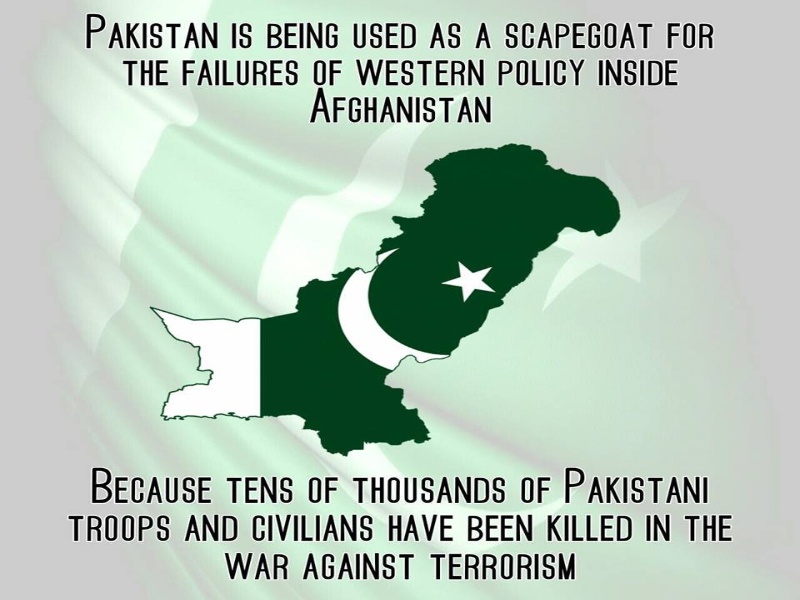 Pakistan is being used as a scapegoat for
the failures of western policy inside
Afghanistan
Because tens of thousands of Pakistani
troops and civilians have been killed in the
war against terrorism